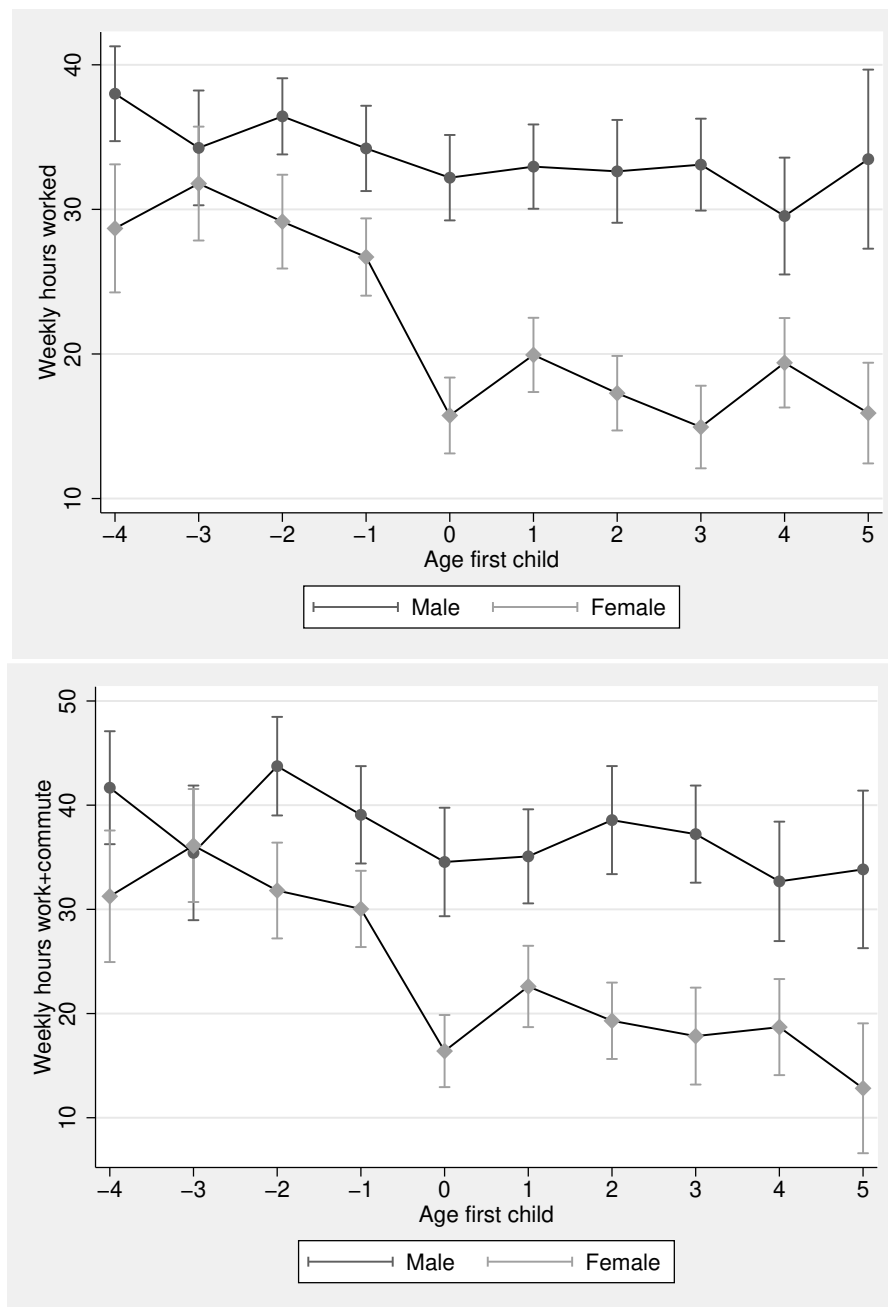 Weekly hours worked
40
30
20
10
−4 −3 −2 −1 0 1 2 3 4 5
Age first child
Male Female
Weekly hours work+commute
50
40
30
20
10
−4 −3 −2 −1 0 1 2 3 4 5
Age first child
Male Female